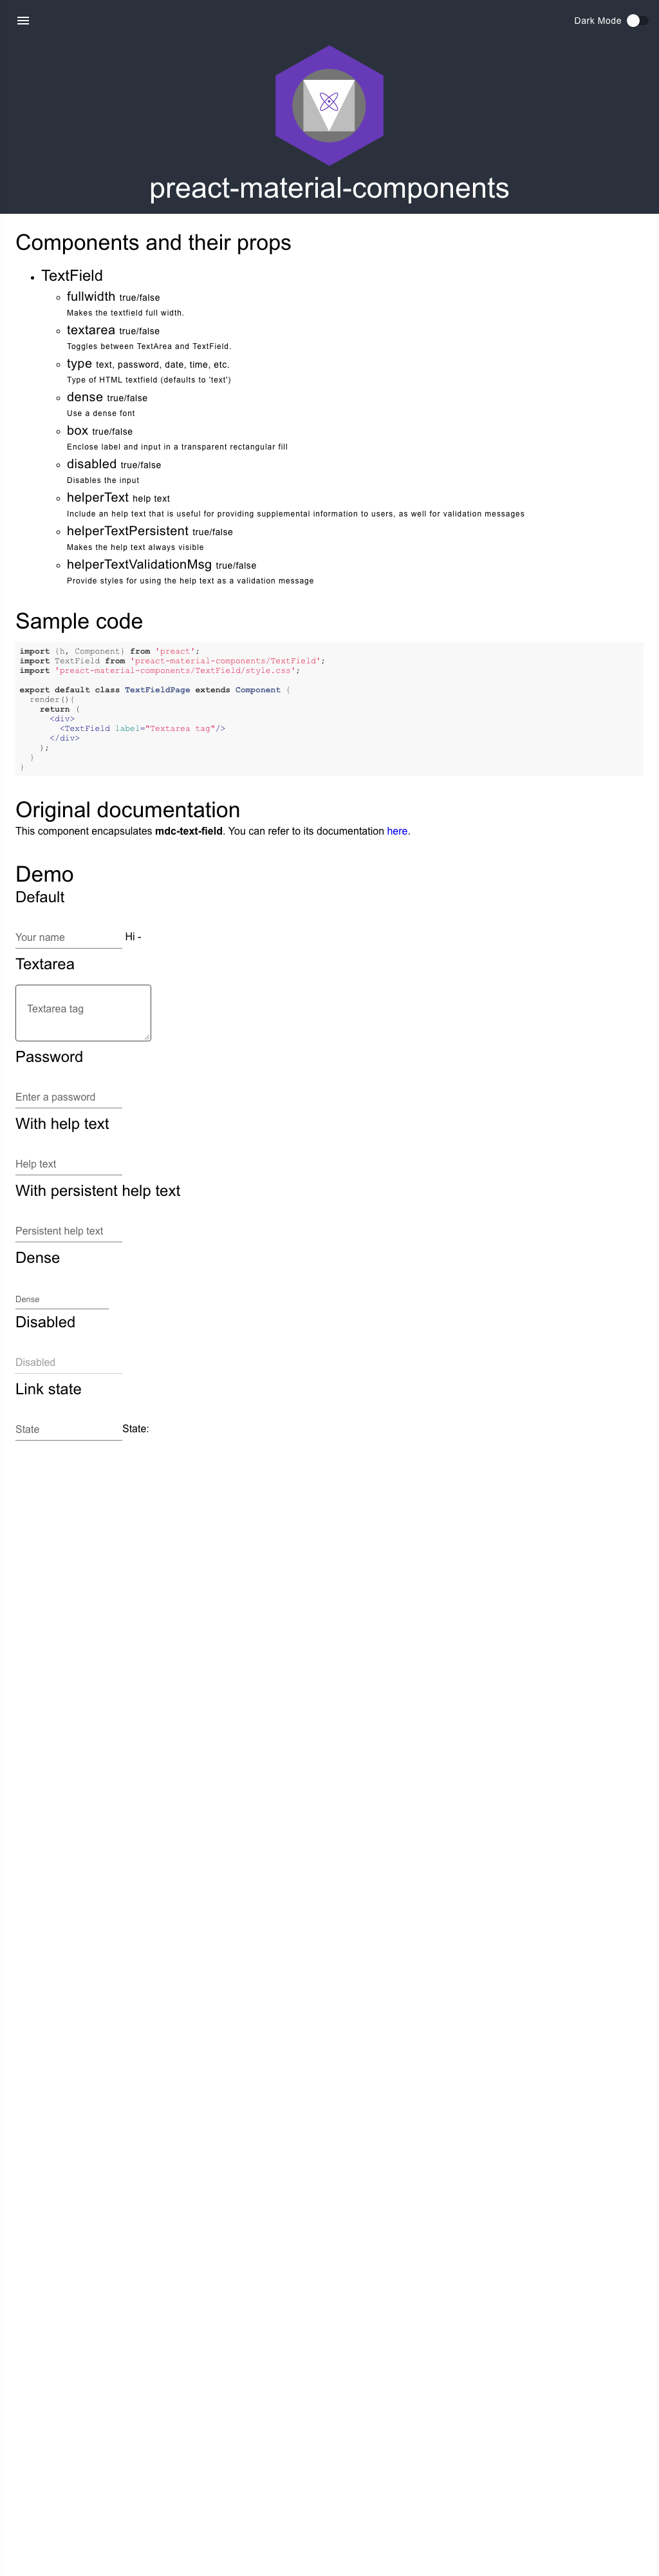 Dark Mode
preact-material-components
Components and their props
TextField
fullwidth true/false
Makes the textfield full width.
textarea true/false
Toggles between TextArea and TextField.
type text, password, date, time, etc.
Type of HTML textfield (defaults to 'text')
dense true/false
Use a dense font
box true/false
Enclose label and input in a transparent rectangular fill
disabled true/false
Disables the input
helperText help text
Include an help text that is useful for providing supplemental information to users, as well for validation messages
helperTextPersistent true/false
Makes the help text always visible
helperTextValidationMsg true/false
Provide styles for using the help text as a validation message
Sample code
import {h, Component} from 'preact';
import TextField from 'preact-material-components/TextField';
import 'preact-material-components/TextField/style.css';
export default class TextFieldPage extends Component {
render(){
return (
<div>
<TextField label="Textarea tag"/>
</div>
);
}
}
Original documentation
This component encapsulates mdc-text-field. You can refer to its documentation here.
Demo
Default
Your name Hi -
Textarea
Textarea tag
Password
Enter a password
With help text
Help text
With persistent help text
Persistent help text
Dense
Dense
Disabled
Disabled
Link state
State State: